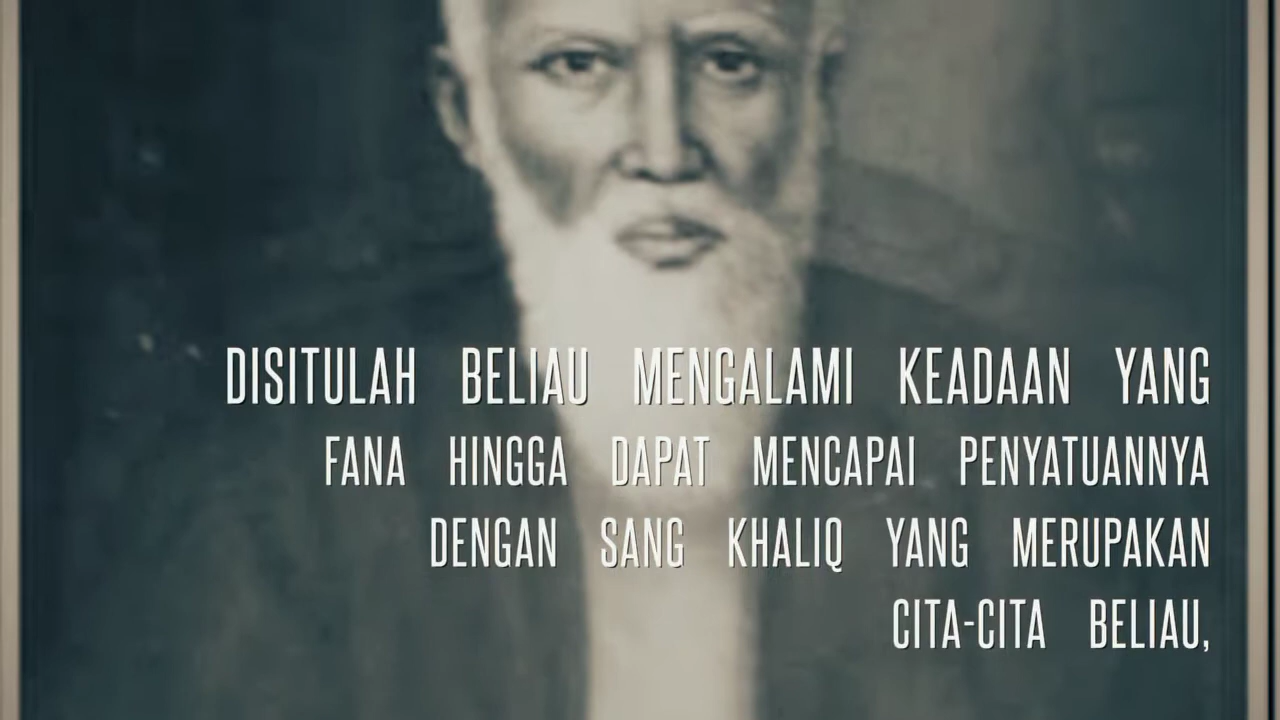 DISITULAH BELIAU MENGALAMI KEADAAN YANG
FANA HINGGA DAPAT MENCAPAI PENYATUANNYA
DENGAN SANG KHALIQ YANG MERUPAKAN
CITA-CITA BELIAU,